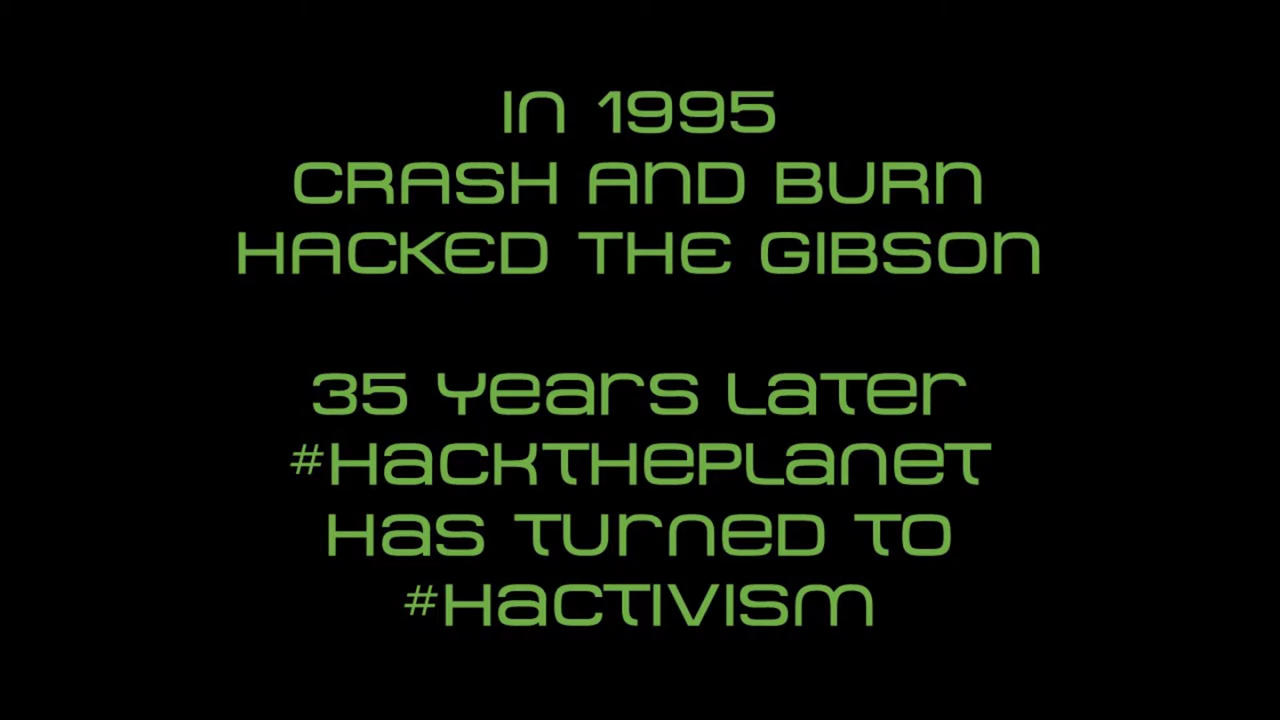 In 1995
CRASH AND BURN
HACKED THE GIBSON
35 Years Later
#HackThePlanet
Has Turned To
#Hactivism